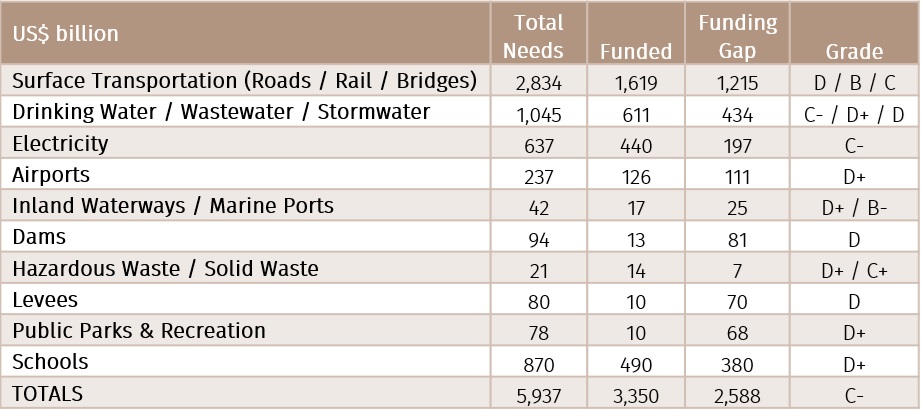 US$ billion Total Needs Funded Funding Gap Grade
Surface Transportation (Roads / Rail / Bridges) 2,834 1,619 1,215 D / B / C
Drinking Water / Wastewater / Stormwater 1,045 611 434 C- / D+ / D
Electricity 637 440 197 C-
Airports 237 126 111 D+
Inland Waterways / Marine Ports 42 17 25 D+ / B-
Dams 94 13 81 D
Hazardous Waste / Solid Waste 21 14 7 D+ / C+
Levees 80 10 70 D
Public Parks & Recreation 78 10 68 D+
Schools 870 490 380 D+
TOTALS 5,937 3,350 2,588 C-